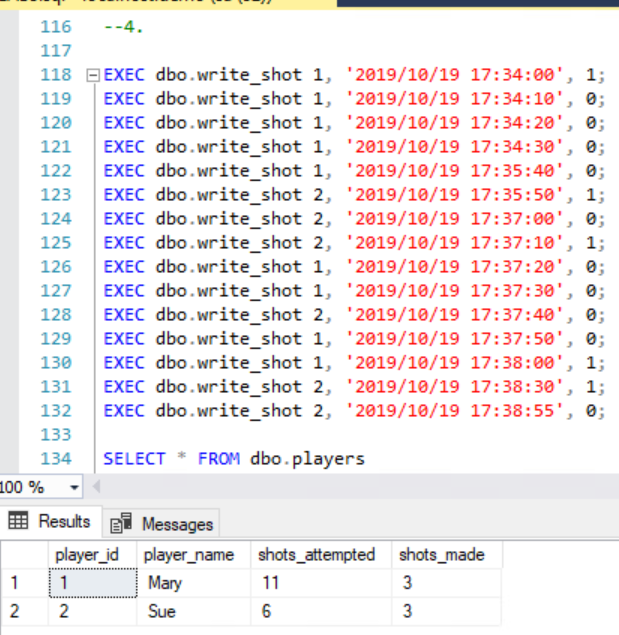 116 --4.
117
118 EXEC dbo.write_shot 1, '2019/10/19 17:34:00', 1;
119 EXEC dbo.write_shot 1, '2019/10/19 17:34:10', 0;
120 EXEC dbo.write_shot 1, '2019/10/19 17:34:20', 0;
121 EXEC dbo.write_shot 1, '2019/10/19 17:34:30', 0;
122 EXEC dbo.write_shot 1, '2019/10/19 17:35:40', 0;
123 EXEC dbo.write_shot 2, '2019/10/19 17:35:50', 1;
124 EXEC dbo.write_shot 2, '2019/10/19 17:37:00', 0;
125 EXEC dbo.write_shot 2, '2019/10/19 17:37:10', 1;
126 EXEC dbo.write_shot 1, '2019/10/19 17:37:20', 0;
127 EXEC dbo.write_shot 1, '2019/10/19 17:37:30', 0;
128 EXEC dbo.write_shot 2, '2019/10/19 17:37:40', 0;
129 EXEC dbo.write_shot 1, '2019/10/19 17:37:50', 0;
130 EXEC dbo.write_shot 1, '2019/10/19 17:38:00', 1;
131 EXEC dbo.write_shot 2, '2019/10/19 17:38:30', 1;
132 EXEC dbo.write_shot 2, '2019/10/19 17:38:55', 0;
133
134 SELECT * FROM dbo.players
100 %
Results Messages
player_id player_name shots_attempted shots_made
1 1 Mary 11 3
2 2 Sue 6 3